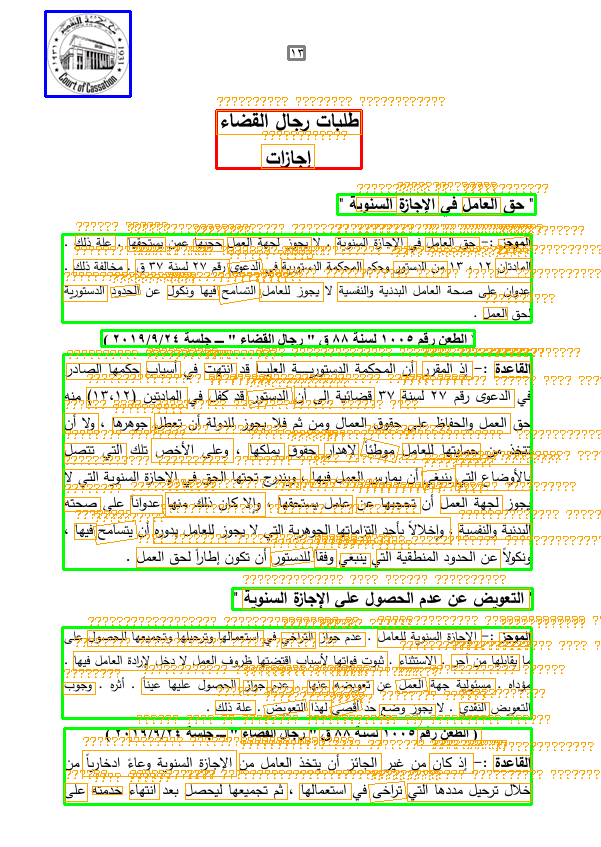 ١٣
محكمة النقض
١٩٣١ 1931
Court of Cassation
طلبات رجال القضاء
إجازات
" حق العامل في الإجازة السنوية "
الموجز :- حق العامل في الإجازة السنوية . لا يجوز لجهة العمل حجبها عمن يستحقها . علة ذلك .
المادتان ١٢ ، ١٣ من الدستور وحكم المحكمة الدستورية في الدعوى رقم ٢٧ لسنة ٣٧ ق . مخالفة ذلك .
عدوان على صحة العامل البدنية والنفسية لا يجوز للعامل التسامح فيها ونكول عن الحدود الدستورية
لحق العمل .
( الطعن رقم ١٠٠٥ لسنة ٨٨ ق " رجال القضاء " ــ جلسة ٢٠١٩/٩/٢٤ )
القاعدة :- إذ المقرر أن المحكمة الدستوريــة العليــا قد انتهت في أسباب حكمها الصادر
في الدعوى رقم ٢٧ لسنة ٣٧ قضائية إلى أن الدستور قد كفل في المادتين (١٣،١٢) منه
حق العمل والحفاظ على حقوق العمال ومن ثم فلا يجوز للدولة أن تعطل جوهرها ، ولا أن
تتخذ من حمايتها للعامل موطئاً لإهدار حقوق يملكها . وعلى الأخص تلك التي تتصل
بالأوضاع التي ينبغي أن يمارس العمل فيها، ويندرج تحتها الحق في الإجازة السنوية التي لا
يجوز لجهة العمل أن تحجبها عن عامل يستحقها ، وإلا كان ذلك منها عدواناً على صحته
البدنية والنفسية ، وإخلالاً بأحد التزاماتها الجوهرية التي لا يجوز للعامل بدوره أن يتسامح فيها ،
ونكولاً عن الحدود المنطقية التي ينبغي وفقاً للدستور أن تكون إطاراً لحق العمل .
" التعويض عن عدم الحصول على الإجازة السنوية "
الموجز :- الإجازة السنوية للعامل . عدم جواز التراخي في استعمالها وترحيلها وتجميعها للحصول على
ما يقابلها من أجر . الاستثناء . ثبوت فواتها لأسباب اقتضتها ظروف العمل لا دخل لإرادة العامل فيها .
مؤداه . مسئولية جهة العمل عن تعويضه عنها . عدم جواز الحصول عليها عيناً . أثره . وجوب
التعويض النقدي . لا يجوز وضع حد أقصى لهذا التعويض . علة ذلك .
( الطعن رقم ١٠٠٥ لسنة ٨٨ ق " رجال القضاء " ــ جلسة ٢٠١٩/٩/٢٤ )
القاعدة :- إذ كان من غير الجائز أن يتخذ العامل من الإجازة السنوية وعاءً ادخارياً من
خلال ترحيل مددها التي تراخى في استعمالها ، ثم تجميعها ليحصل بعد انتهاء خدمته على